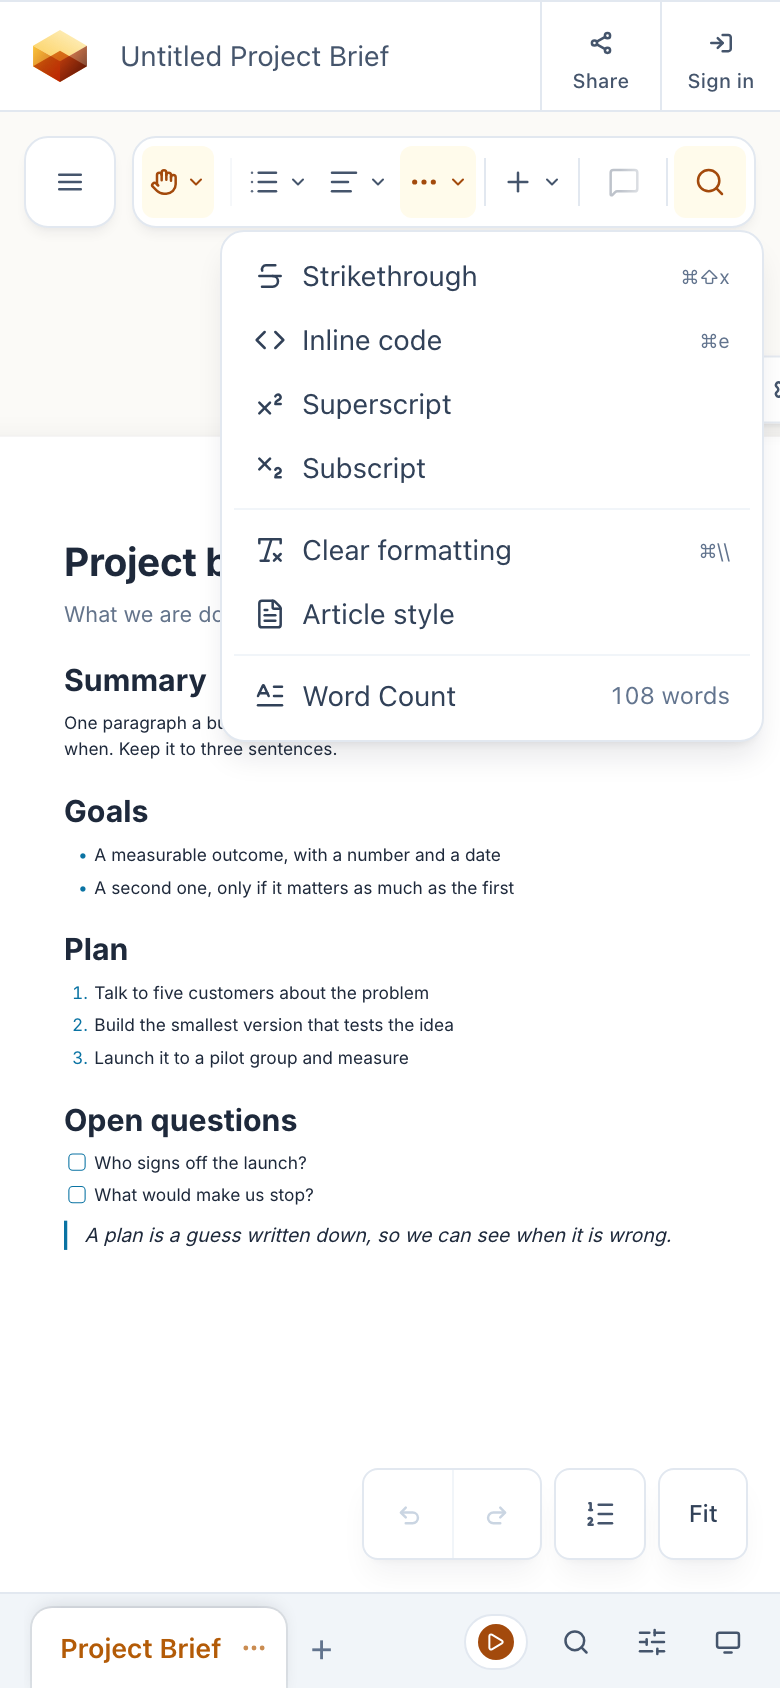 Untitled Project Brief
Share
Sign in
Strikethrough ⌘⇧x
Inline code ⌘e
Superscript
Subscript
Clear formatting ⌘\\
Article style
Word Count 108 words
Project
What we are
Summary
One paragraph a
when. Keep it to three sentences.
Goals
• A measurable outcome, with a number and a date
• A second one, only if it matters as much as the first
Plan
1. Talk to five customers about the problem
2. Build the smallest version that tests the idea
3. Launch it to a pilot group and measure
Open questions
Who signs off the launch?
What would make us stop?
A plan is a guess written down, so we can see when it is wrong.
Fit
Project Brief